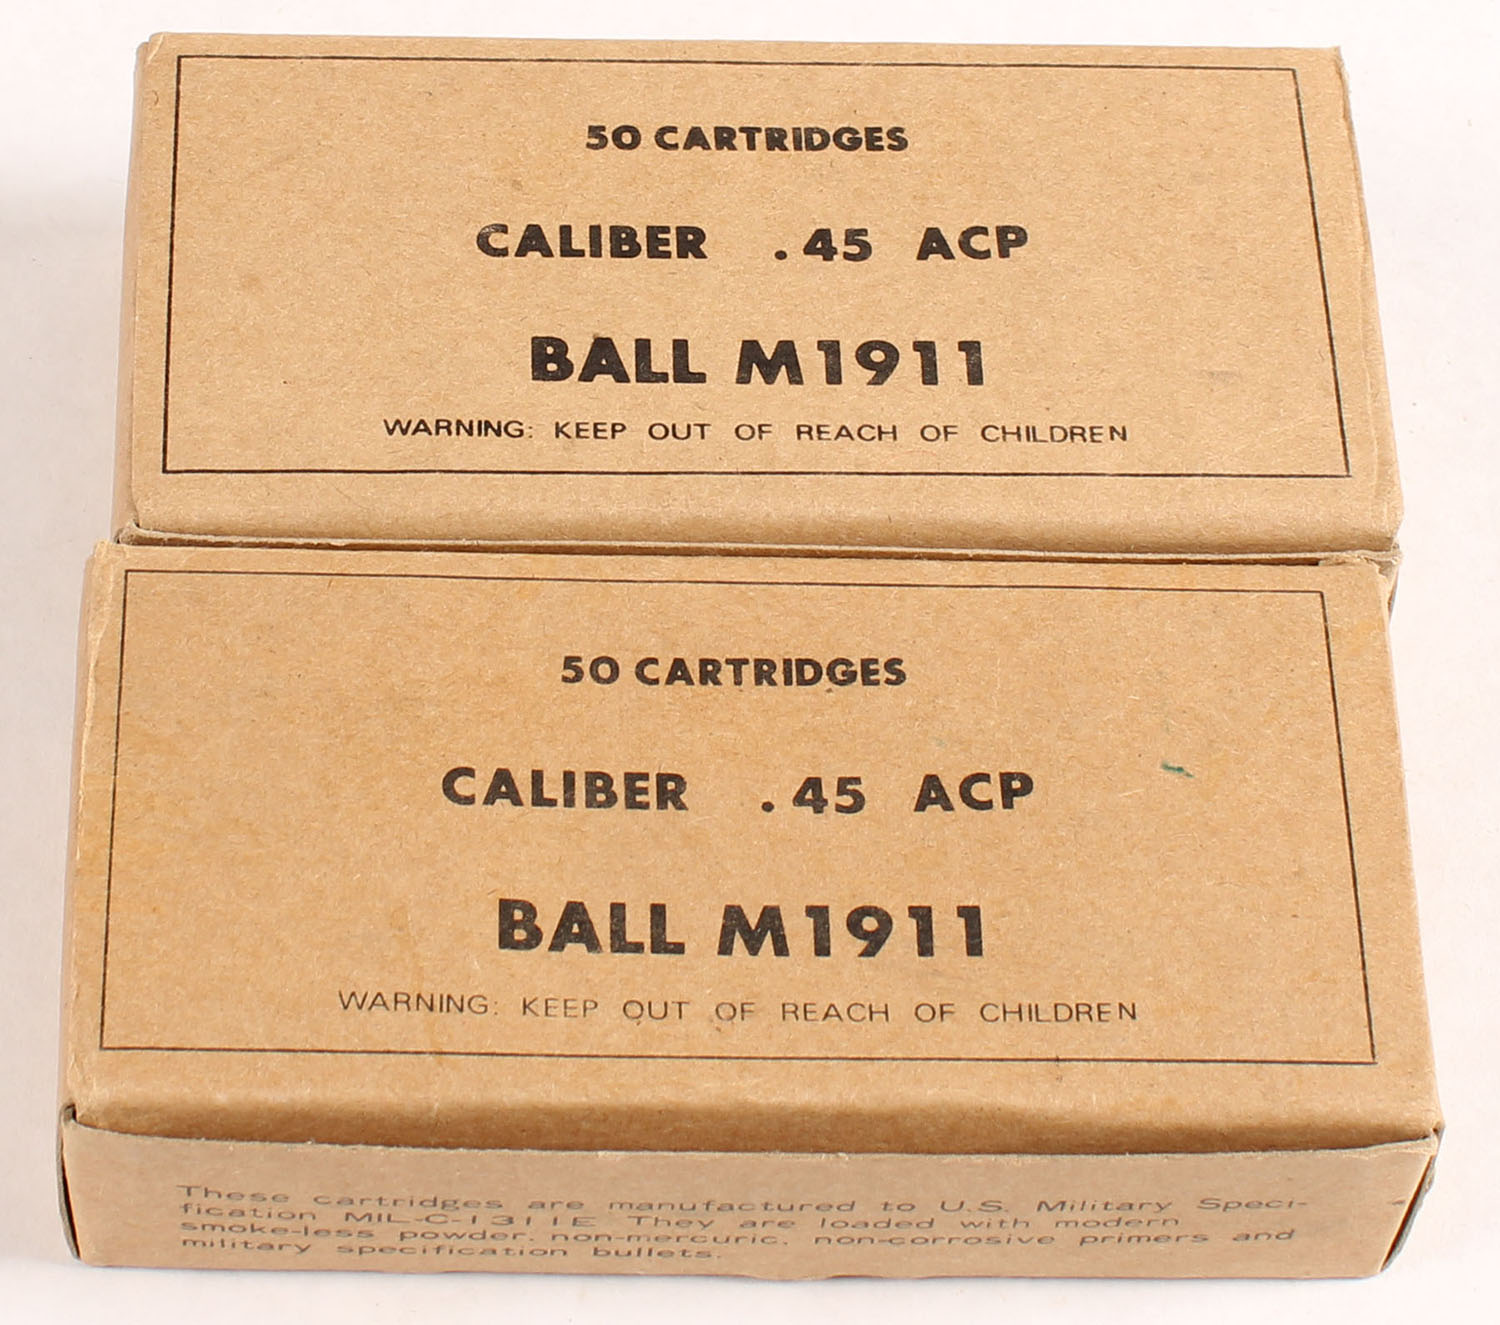 50 CARTRIDGES
CALIBER .45 ACP
BALL M1911
WARNING: KEEP OUT OF REACH OF CHILDREN
50 CARTRIDGES
CALIBER .45 ACP
BALL M1911
WARNING: KEEP OUT OF REACH OF CHILDREN
These cartridges are manufactured to U.S. Military Speci-
fication MIL-C-1311E They are loaded with modern
smoke-less powder, non-mercuric, non-corrosive primers and
military specification bullets.